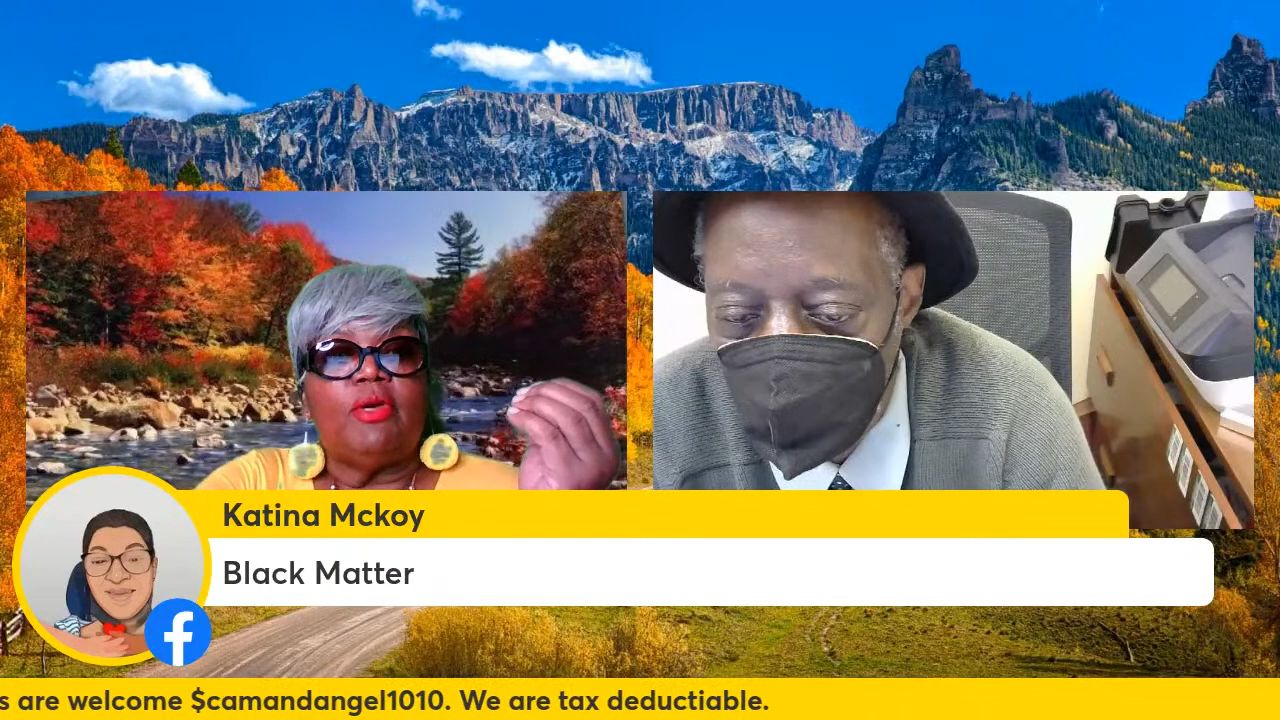 Katina Mckoy
Black Matter
s are welcome $camandangel1010. We are tax deductiable.